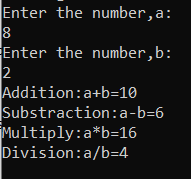 Enter the number,a:
8
Enter the number,b:
2
Addition:a+b=10
Substraction:a-b=6
Multiply:a*b=16
Division:a/b=4